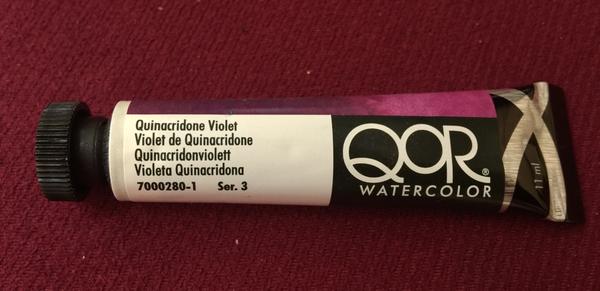 Quinacridone Violet
Violet de Quinacridone
Quinacridonviolett
Violeta Quinacridona
7000280-1 Ser. 3
QOR®
WATERCOLOR
11 ml